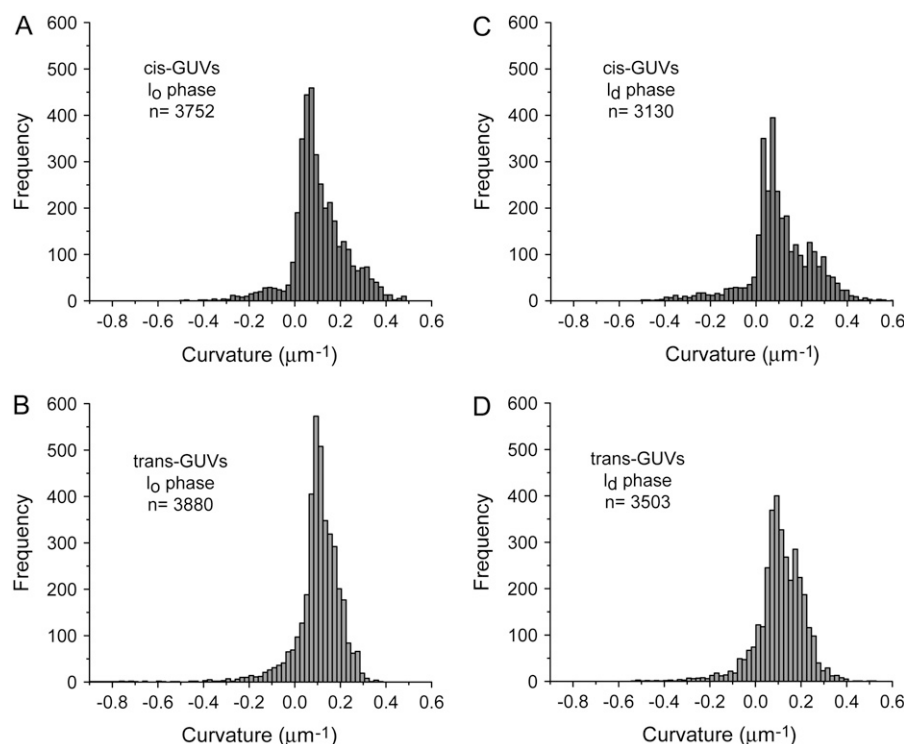 A
600
500
400
300
200
100
0
Frequency
cis-GUVs
lo phase
n= 3752
-0.8 -0.6 -0.4 -0.2 0.0 0.2 0.4 0.6
Curvature (μm-1)
C
600
500
400
300
200
100
0
Frequency
cis-GUVs
ld phase
n= 3130
-0.8 -0.6 -0.4 -0.2 0.0 0.2 0.4 0.6
Curvature (μm-1)
B
600
500
400
300
200
100
0
Frequency
trans-GUVs
lo phase
n= 3880
-0.8 -0.6 -0.4 -0.2 0.0 0.2 0.4 0.6
Curvature (μm-1)
D
600
500
400
300
200
100
0
Frequency
trans-GUVs
ld phase
n= 3503
-0.8 -0.6 -0.4 -0.2 0.0 0.2 0.4 0.6
Curvature (μm-1)